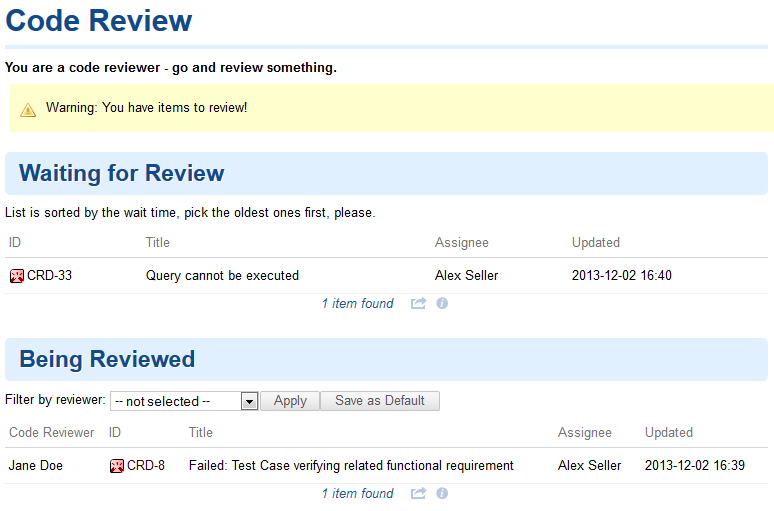 Code Review
You are a code reviewer - go and review something.
Warning: You have items to review!
Waiting for Review
List is sorted by the wait time, pick the oldest ones first, please.
ID Title Assignee Updated
CRD-33 Query cannot be executed Alex Seller 2013-12-02 16:40
1 item found
Being Reviewed
Filter by reviewer: -- not selected -- Apply Save as Default
Code Reviewer ID Title Assignee Updated
Jane Doe CRD-8 Failed: Test Case verifying related functional requirement Alex Seller 2013-12-02 16:39
1 item found